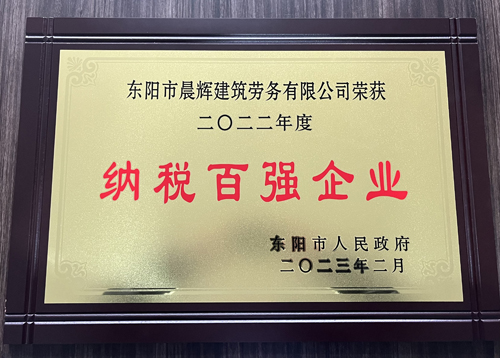 东阳市晨辉建筑劳务有限公司荣获
二〇二二年度
纳税百强企业
东阳市人民政府
二〇二三年二月